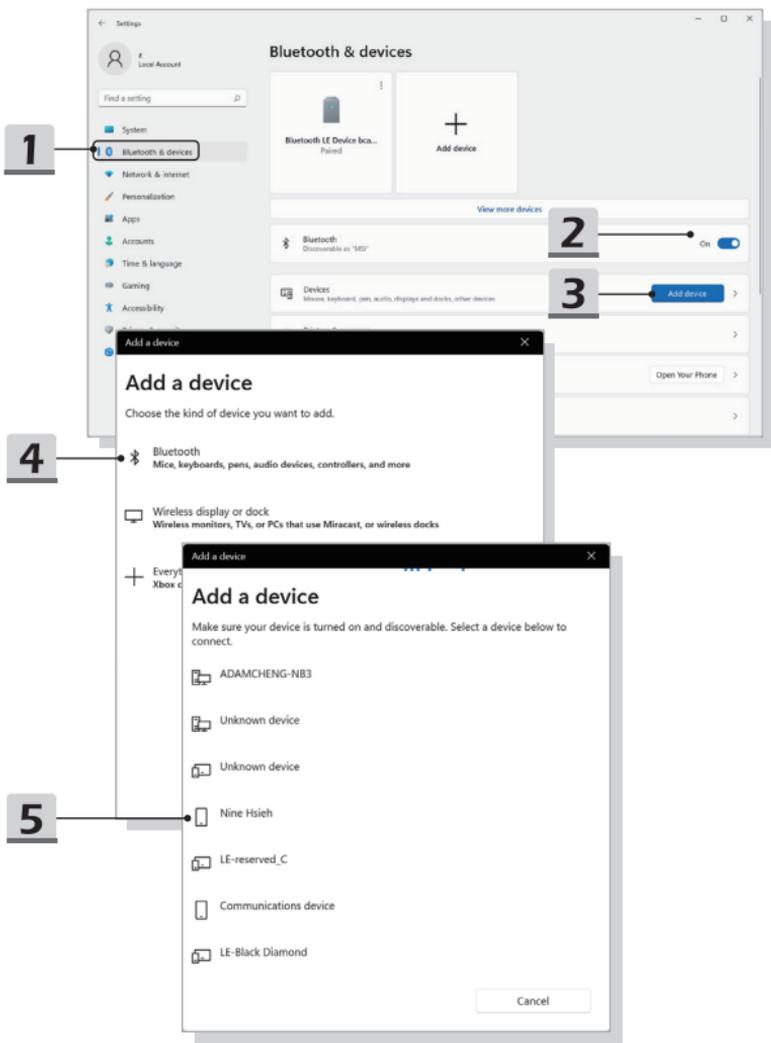 Settings
Local Account
Find a setting
System
Bluetooth & devices
Network & internet
Personalization
Apps
Accounts
Time & language
Gaming
Accessibility
Bluetooth & devices
Bluetooth LE Device bca...
Paired
Add device
View more devices
Bluetooth
Discoverable as "MSI"
On
Devices
Mouse, keyboard, pen, audio, displays and docks, other devices
Add device
Open Your Phone
1
2
3
Add a device
Add a device
Choose the kind of device you want to add.
4
Bluetooth
Mice, keyboards, pens, audio devices, controllers, and more
Wireless display or dock
Wireless monitors, TVs, or PCs that use Miracast, or wireless docks
Everyt
Xbox c
Add a device
Add a device
Make sure your device is turned on and discoverable. Select a device below to
connect.
ADAMCHENG-NB3
Unknown device
Unknown device
5
Nine Hsieh
LE-reserved_C
Communications device
LE-Black Diamond
Cancel